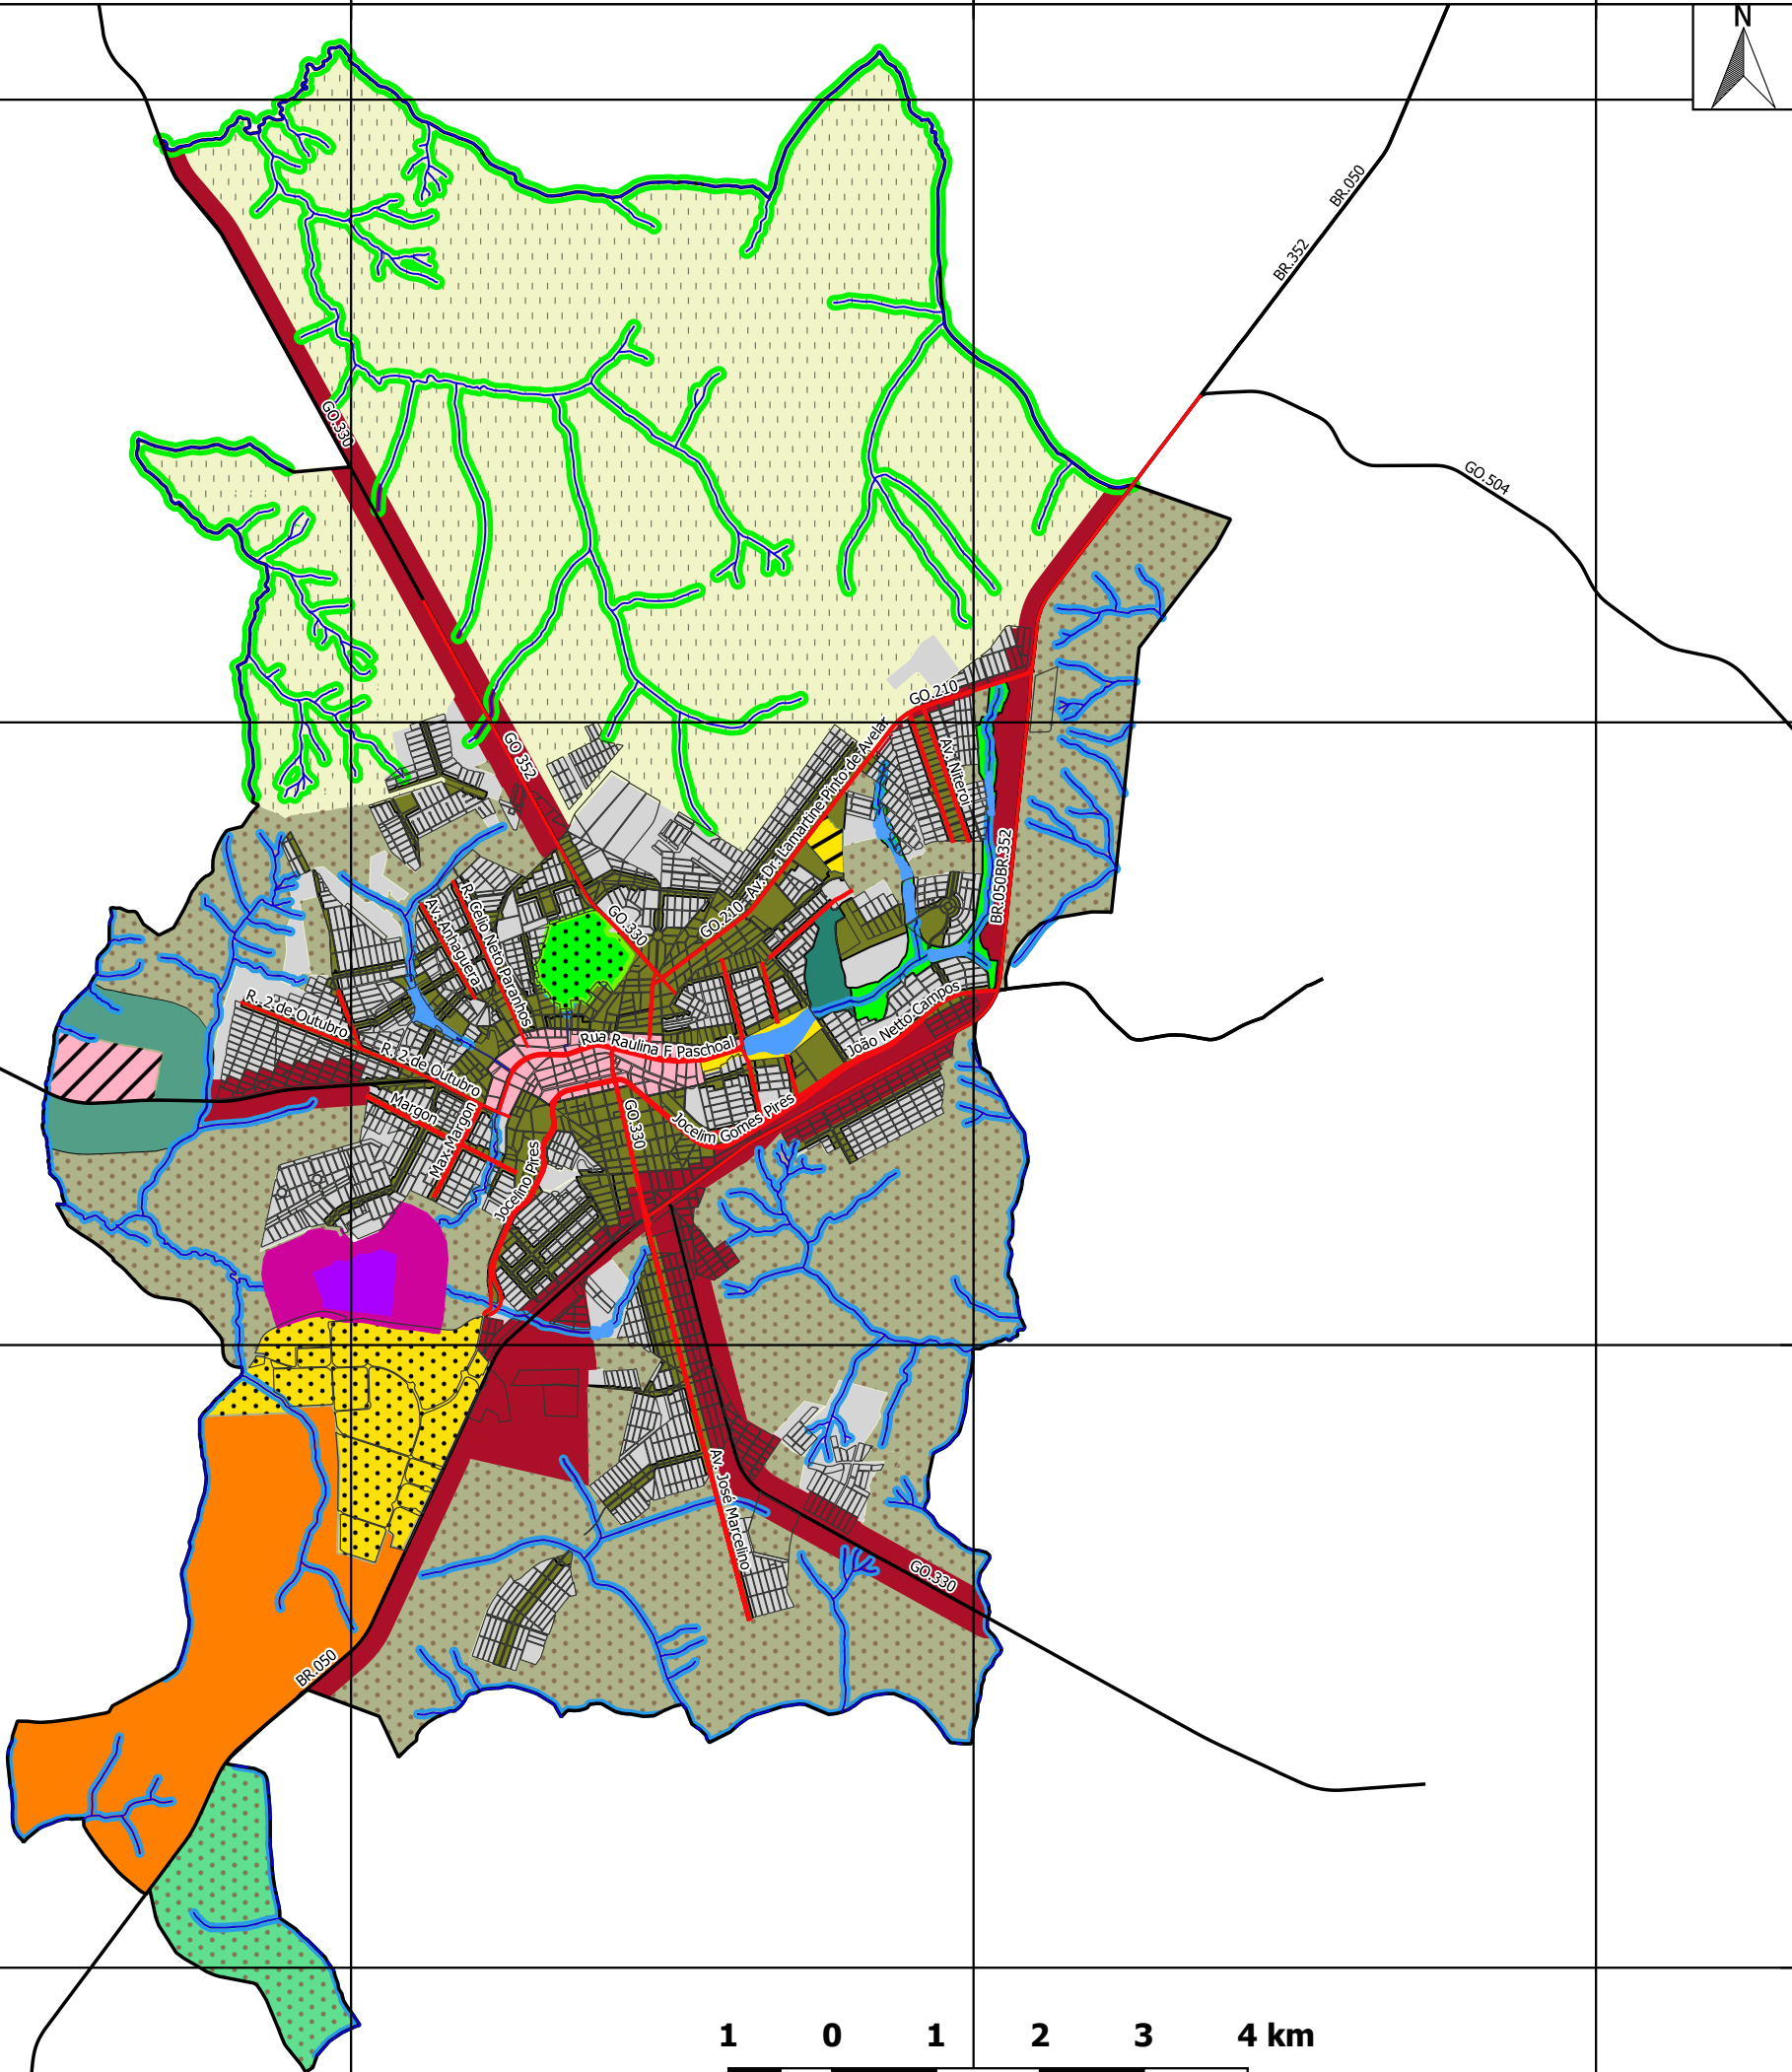 N
BR.050
BR.352
GO.330
GO.504
GO.210
GO 352
Av. Niterói
Av. Dr. Lamartine Pinto de Avelar
BR.050BR.352
R. Celio Neto Paranhos
Av. Anhaguera
GO.330
GO 210
R. 2 de Outubro
João Netto Campos
Rua Raulina F Paschoal
R. 2 de Outubro
Margon
Max Margon
GO.330
Jocelim Gomes Pires
Jocelino Pires
Av. José Marcelino
GO.330
BR.050
1 0 1 2 3 4 km